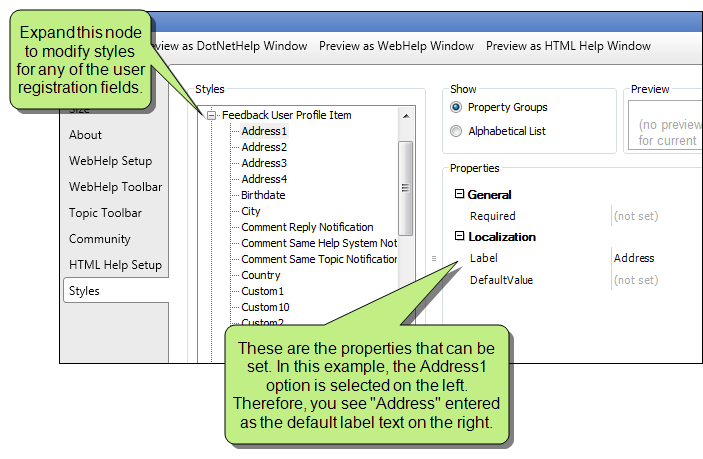 Expand this node
to modify styles
for any of the user
registration fields.
view as DotNetHelp Window Preview as WebHelp Window Preview as HTML Help Window
Size
About
WebHelp Setup
WebHelp Toolbar
Topic Toolbar
Community
HTML Help Setup
Styles
Styles
Feedback User Profile Item
Address1
Address2
Address3
Address4
Birthdate
City
Comment Reply Notification
Comment Same Help System Not
Comment Same Topic Notification
Country
Custom1
Custom10
Custom2
Show
Property Groups
Alphabetical List
Preview
(no preview
for current
Properties
General
Required (not set)
Localization
Label Address
DefaultValue (not set)
These are the properties that can be
set. In this example, the Address1
option is selected on the left.
Therefore, you see "Address" entered
as the default label text on the right.